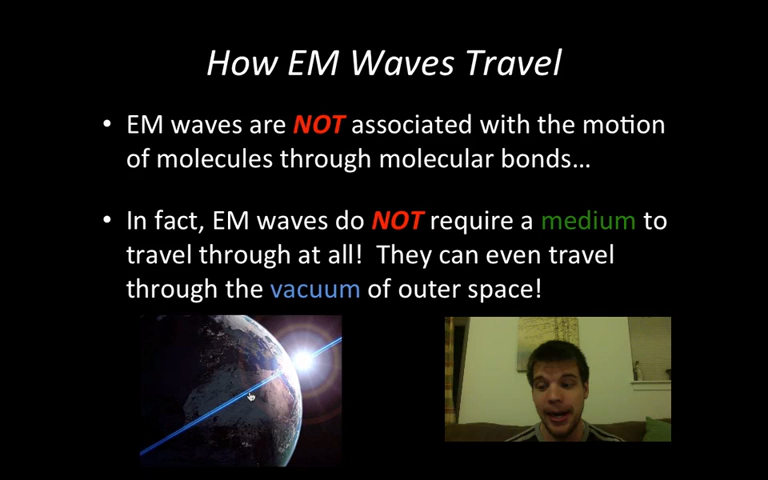 How EM Waves Travel
• EM waves are NOT associated with the motion
of molecules through molecular bonds…
• In fact, EM waves do NOT require a medium to
travel through at all!  They can even travel
through the vacuum of outer space!